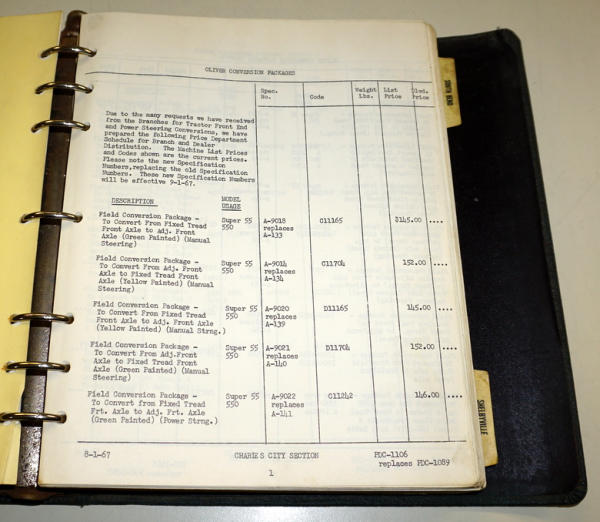 OLIVER CONVERSION PACKAGES
Spec. No.
Code
Weight Lbs.
List Price
Dlvd. Price
Due to the many requests we have received
from the Branches for Tractor Front End
and Power Steering Conversions, we have
prepared the following Price Department
Schedule for Branch and Dealer
Distribution. The Machine List Prices
and Codes shown are the current prices.
Please note the new Specification
Numbers,replacing the old Specification
Numbers. These new Specification Numbers
will be effective 9-1-67.
DESCRIPTION
MODEL USAGE
Field Conversion Package -
To Convert From Fixed Tread
Front Axle to Adj. Front
Axle (Green Painted) (Manual
Steering)
Super 55
550
A-9018
replaces
A-133
C11165
$145.00 ....
Field Conversion Package -
To Convert From Adj. Front
Axle to Fixed Tread Front
Axle (Yellow Painted) (Manual
Steering)
Super 55
550
A-9014
replaces
A-134
C11704
152.00 ....
Field Conversion Package -
To Convert From Fixed Tread
Front Axle to Adj. Front Axle
(Yellow Painted) (Manual Strng.)
Super 55
550
A-9020
replaces
A-139
D11165
145.00 ....
Field Conversion Package -
To Convert From Adj.Front
Axle to Fixed Tread Front
Axle (Green Painted) (Manual
Steering)
Super 55
550
A-9021
replaces
A-140
D11704
152.00 ....
Field Conversion Package -
To Convert from Fixed Tread
Frt. Axle to Adj. Frt. Axle
(Green Painted) (Power Strng.)
Super 55
550
A-9022
replaces
A-141
C11242
146.00 ....
8-1-67
CHARLES CITY SECTION
PDC-1106
replaces PDC-1089
1
SOUTH BEND
SHELBYVILLE